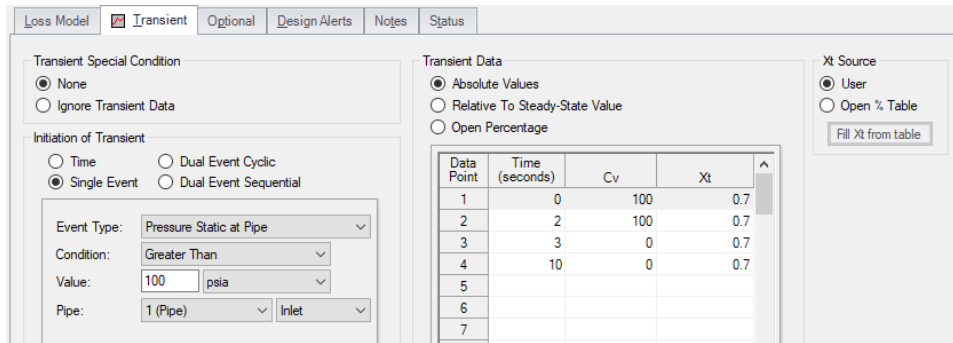 Loss Model Transient Optional Design Alerts Notes Status
Transient Special Condition
None
Ignore Transient Data
Initiation of Transient
Time Dual Event Cyclic
Single Event Dual Event Sequential
Event Type: Pressure Static at Pipe
Condition: Greater Than
Value: 100 psia
Pipe: 1 (Pipe) Inlet
Transient Data
Absolute Values
Relative To Steady-State Value
Open Percentage
Data Point Time (seconds) Cv Xt
1 0 100 0.7
2 2 100 0.7
3 3 0 0.7
4 10 0 0.7
5
6
7
Xt Source
User
Open % Table
Fill Xt from table